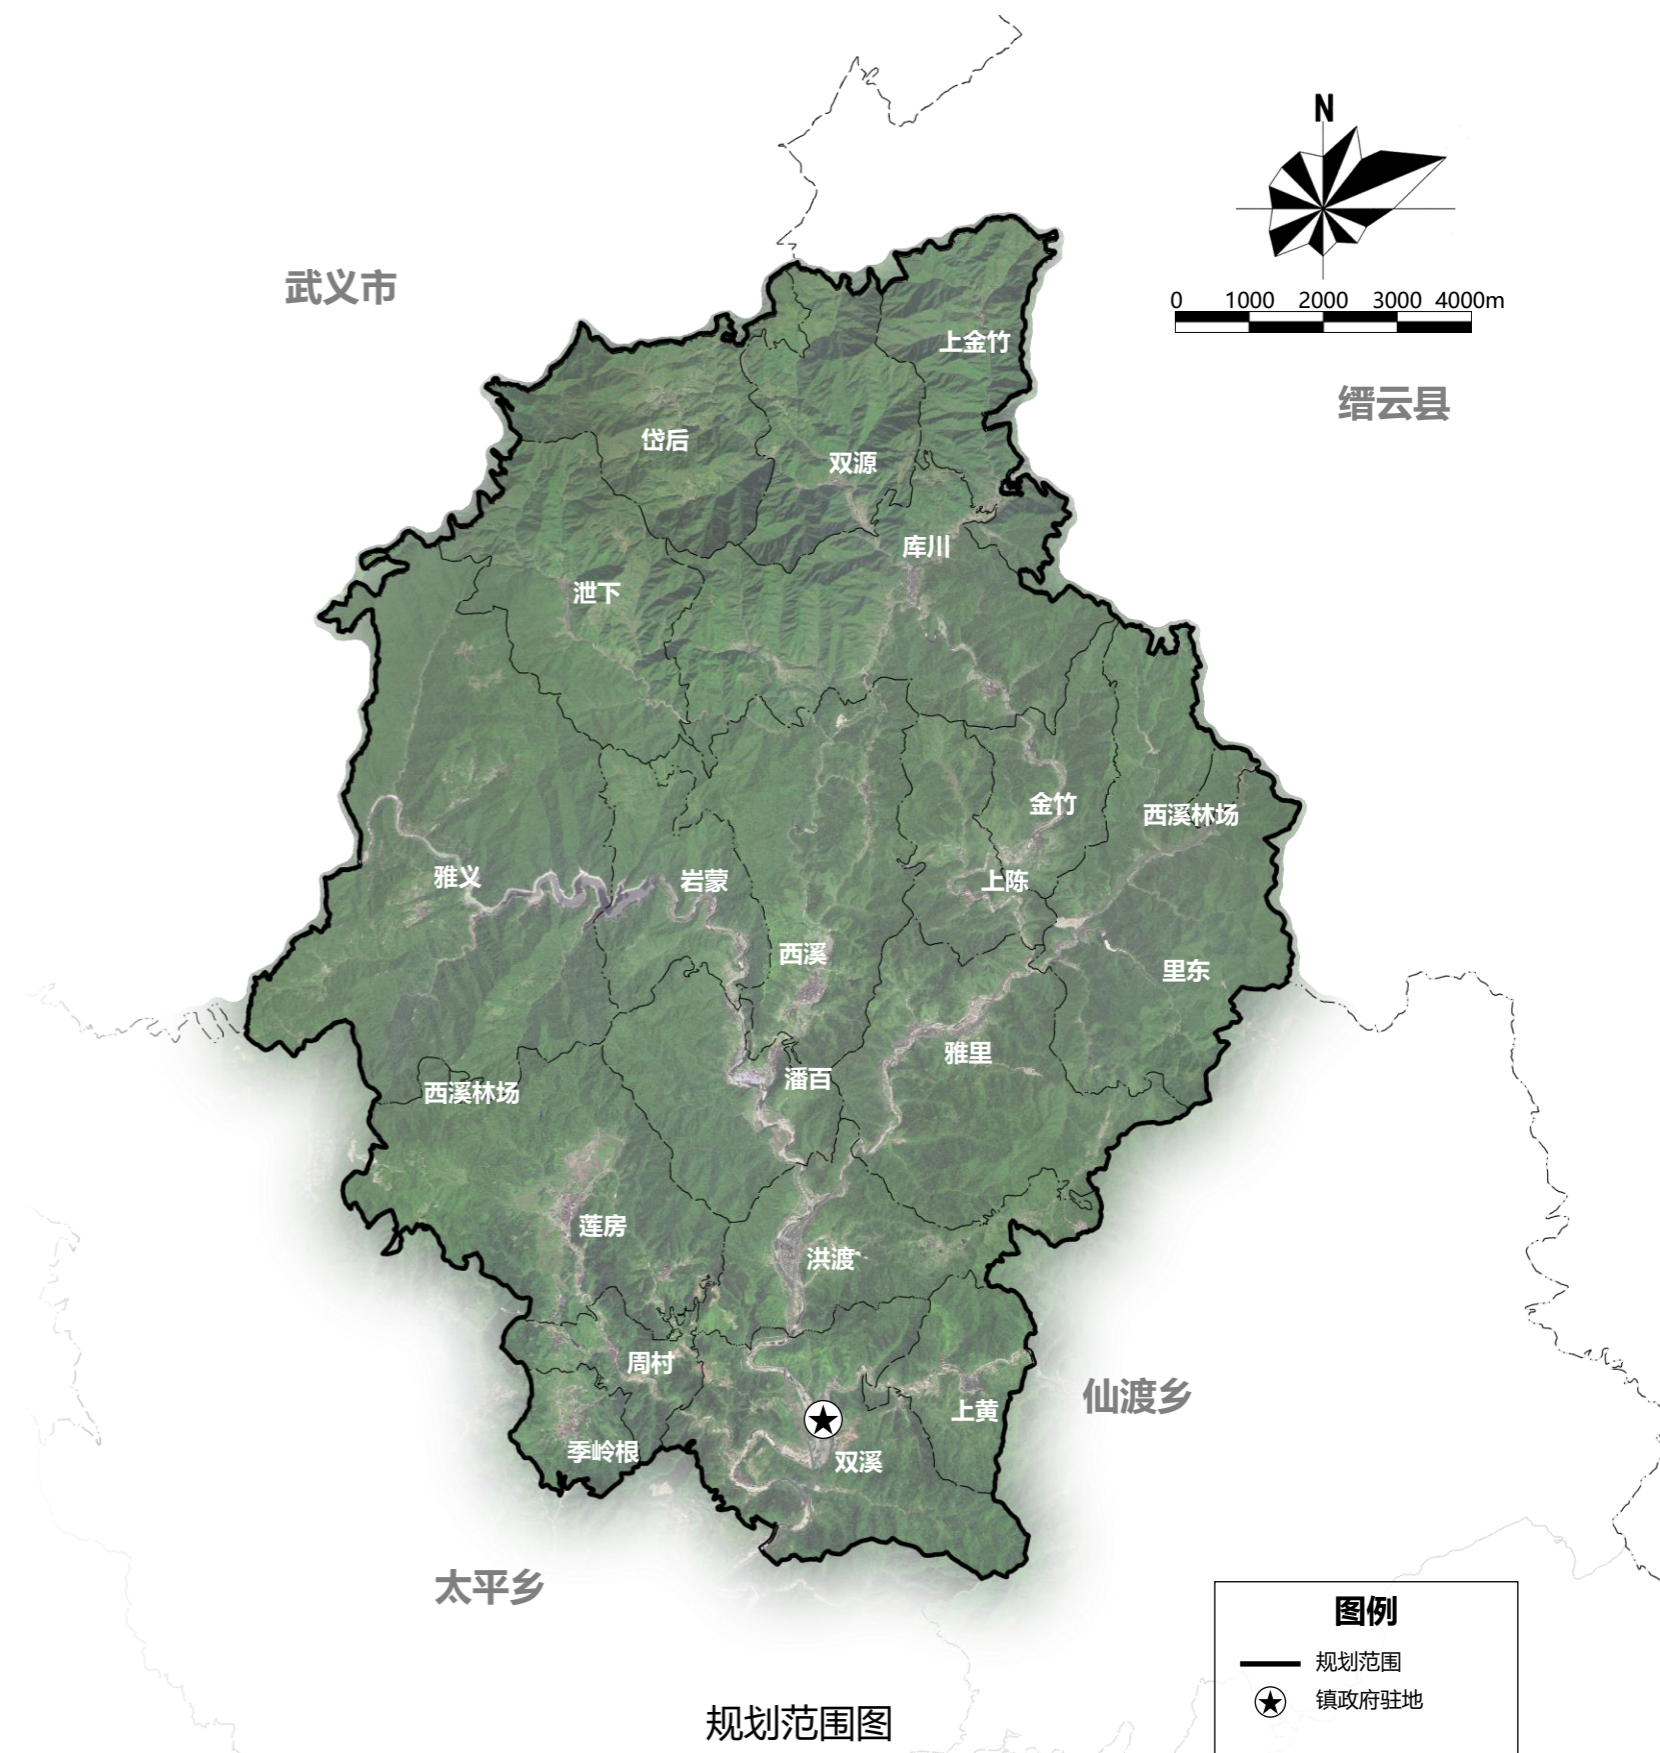 N
0 1000 2000 3000 4000m
武义市
缙云县
上金竹
岱后
双源
库川
泄下
金竹
西溪林场
雅义
岩蒙
上陈
西溪
里东
雅里
潘百
西溪林场
莲房
洪渡
周村
仙渡乡
上黄
季岭根
双溪
太平乡
图例
规划范围
镇政府驻地
规划范围图